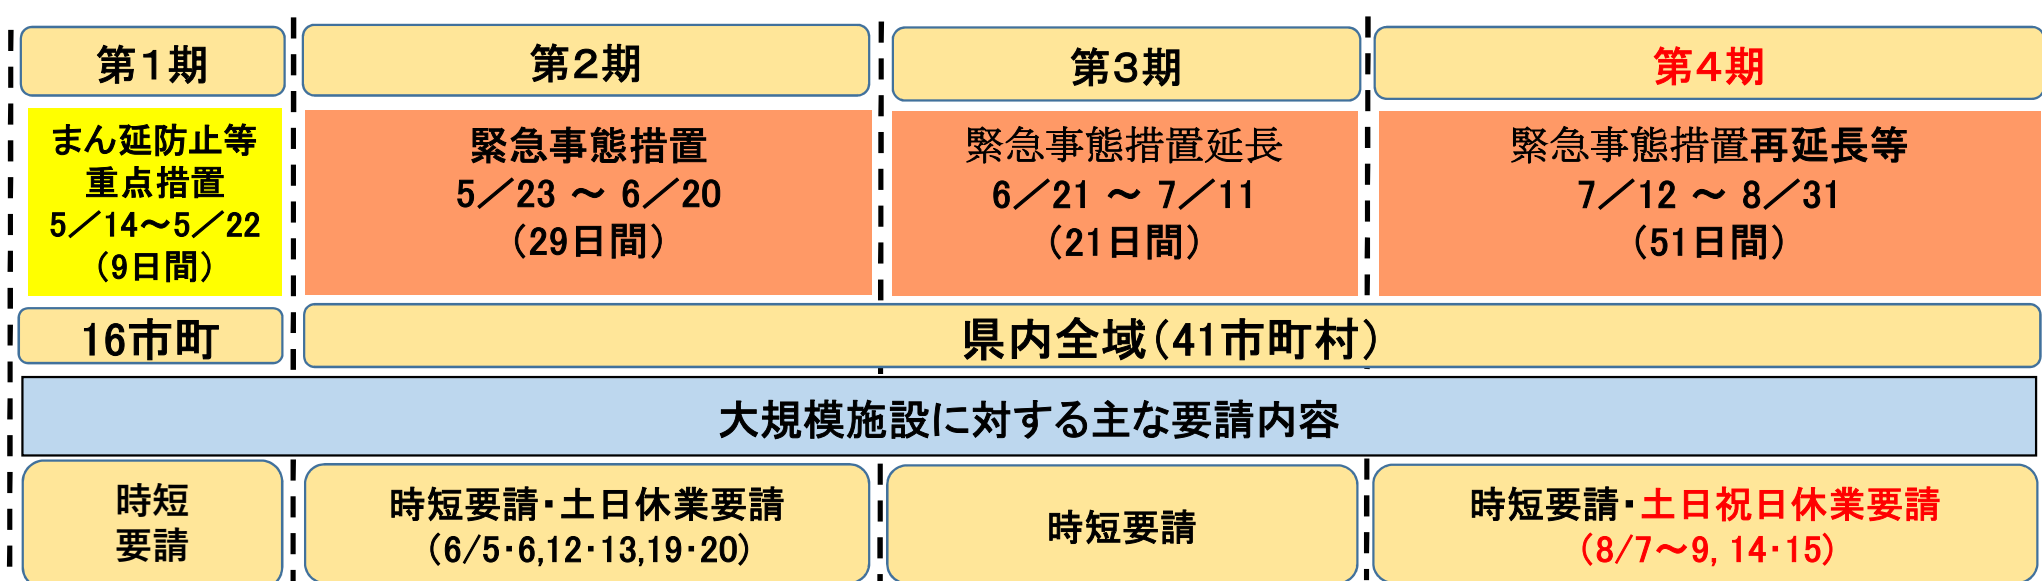 第1期
第2期
第3期
第4期
まん延防止等
重点措置
5/14~5/22
(9日間)
緊急事態措置
5/23 ~ 6/20
(29日間)
緊急事態措置延長
6/21 ~ 7/11
(21日間)
緊急事態措置再延長等
7/12 ~ 8/31
(51日間)
16市町
県内全域(41市町村)
大規模施設に対する主な要請内容
時短
要請
時短要請・土日休業要請
(6/5・6,12・13,19・20)
時短要請
時短要請・土日祝日休業要請
(8/7~9, 14・15)